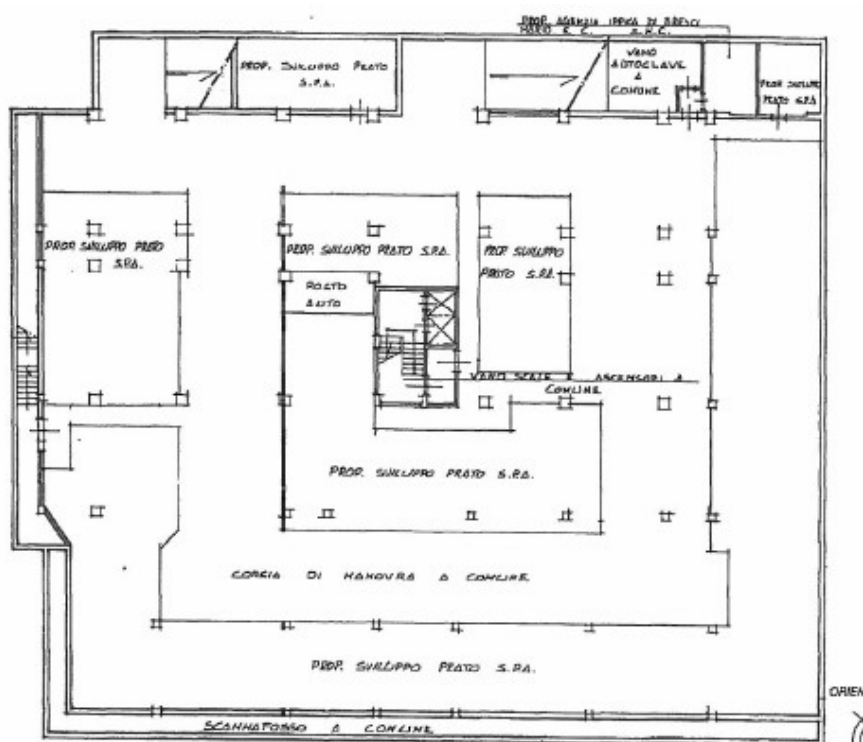 PROP. AGENZIA IPPICA DI BRESCI
MARIO E. C. S.N.C.
PROP. SVILUPPO PRATO
S.P.A.
VANO
AUTOCLAVE
A
COMUNE
PROP. SVILUPPO
PRATO S.P.A
PROP. SVILUPPO PRATO
S.P.A.
PROP. SVILUPPO PRATO S.P.A.
PROP. SVILUPPO
PRATO S.P.A.
POSTO
AUTO
VANO SCALE E ASCENSORI A
COMUNE
PROP. SVILUPPO PRATO S.P.A.
CORSIA DI MANOVRA A COMUNE
PROP. SVILUPPO PRATO S.P.A.
SCANNAFOSSO A COMUNE
ORIEN